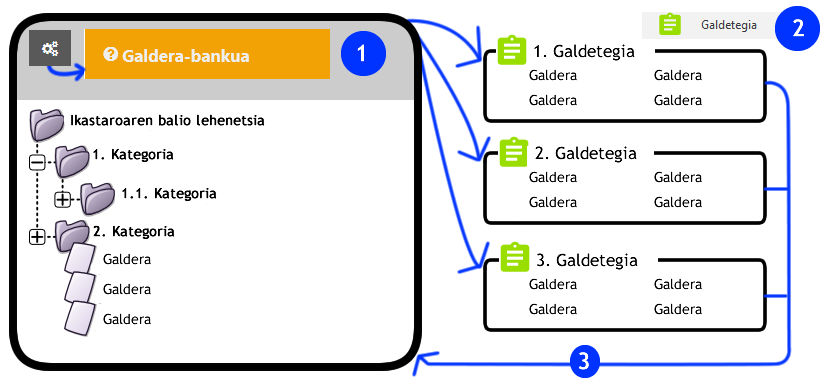 Galdera-bankua
1
Ikastaroaren balio lehenetsia
1. Kategoria
1.1. Kategoria
2. Kategoria
Galdera
Galdera
Galdera
Galdetegia
2
1. Galdetegia
Galdera Galdera
Galdera Galdera
2. Galdetegia
Galdera Galdera
Galdera Galdera
3. Galdetegia
Galdera Galdera
Galdera Galdera
3